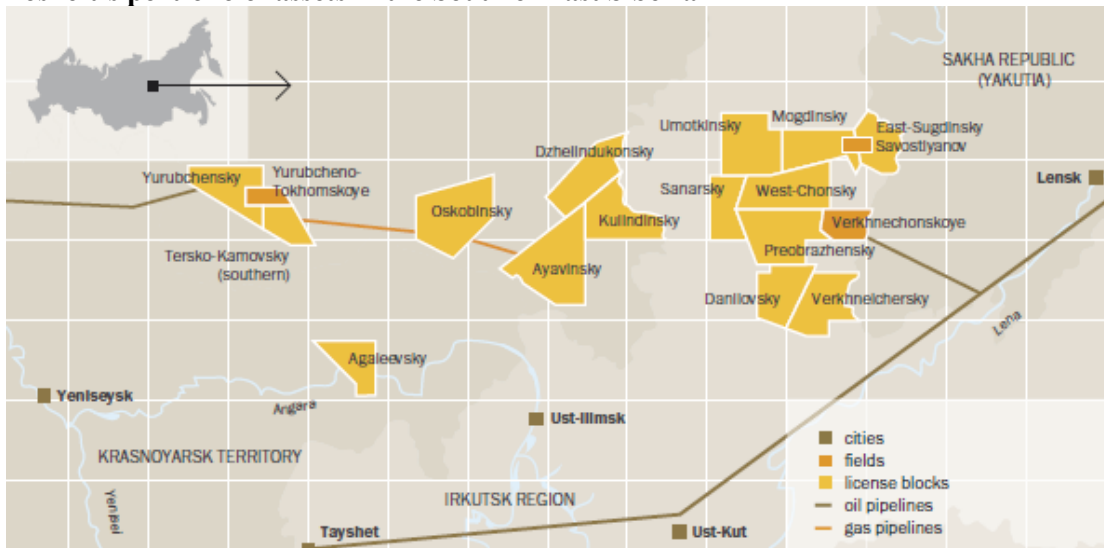 SAKHA REPUBLIC
(YAKUTIA)
Umotkinsky
Mogdinsky
East-Sugdinsky
Savostiyanov
Dzhelindukonsky
Yurubchensky
Yurubcheno-
Tokhomskoye
Sanarsky
West-Chonsky
Lensk
Oskobinsky
Kulindinsky
Verkhnechonskoye
Tersko-Kamovsky
(southern)
Preobrazhensky
Ayavinsky
Danilovsky
Verkhneichersky
Lena
Agaleevsky
Yeniseysk
Angara
Ust-Ilimsk
cities
KRASNOYARSK TERRITORY
fields
license blocks
IRKUTSK REGION
oil pipelines
Yenisei
Tayshet
Ust-Kut
gas pipelines